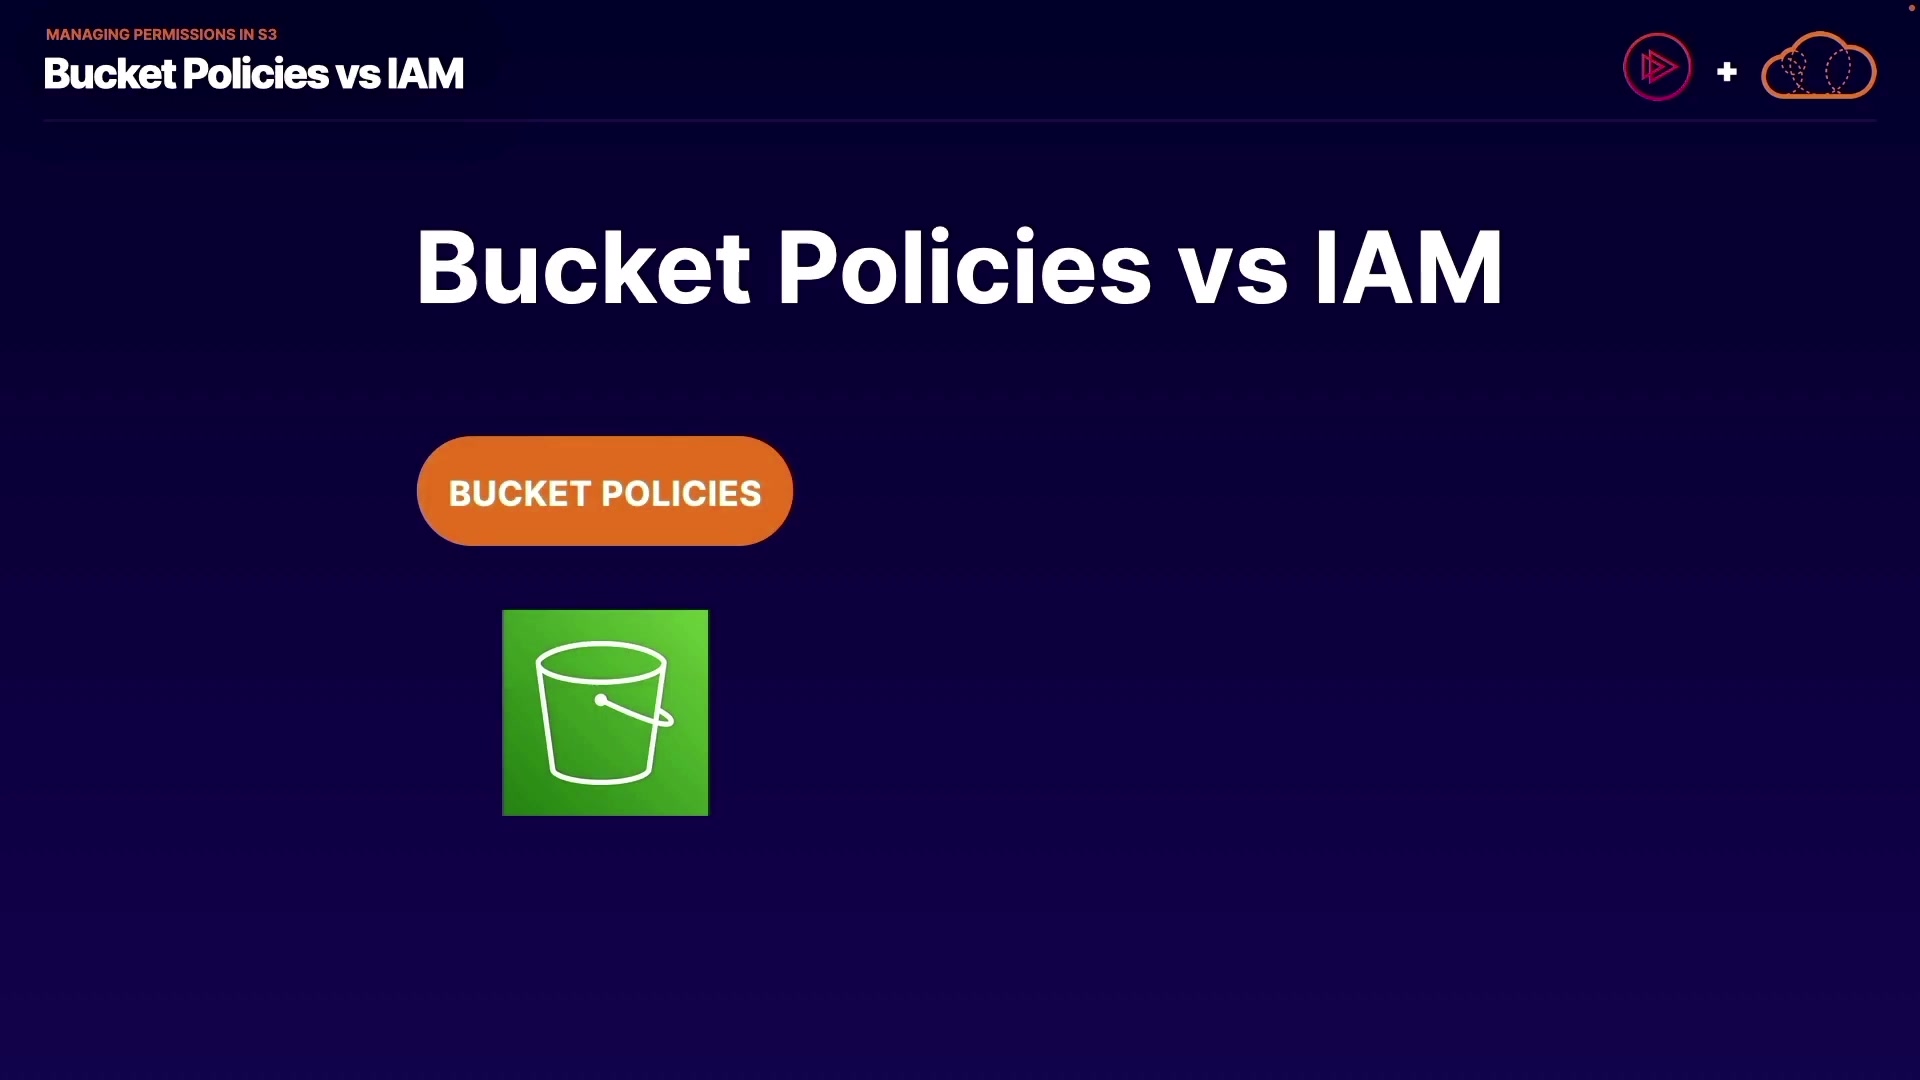 MANAGING PERMISSIONS IN S3
Bucket Policies vs IAM
Bucket Policies vs IAM
BUCKET POLICIES